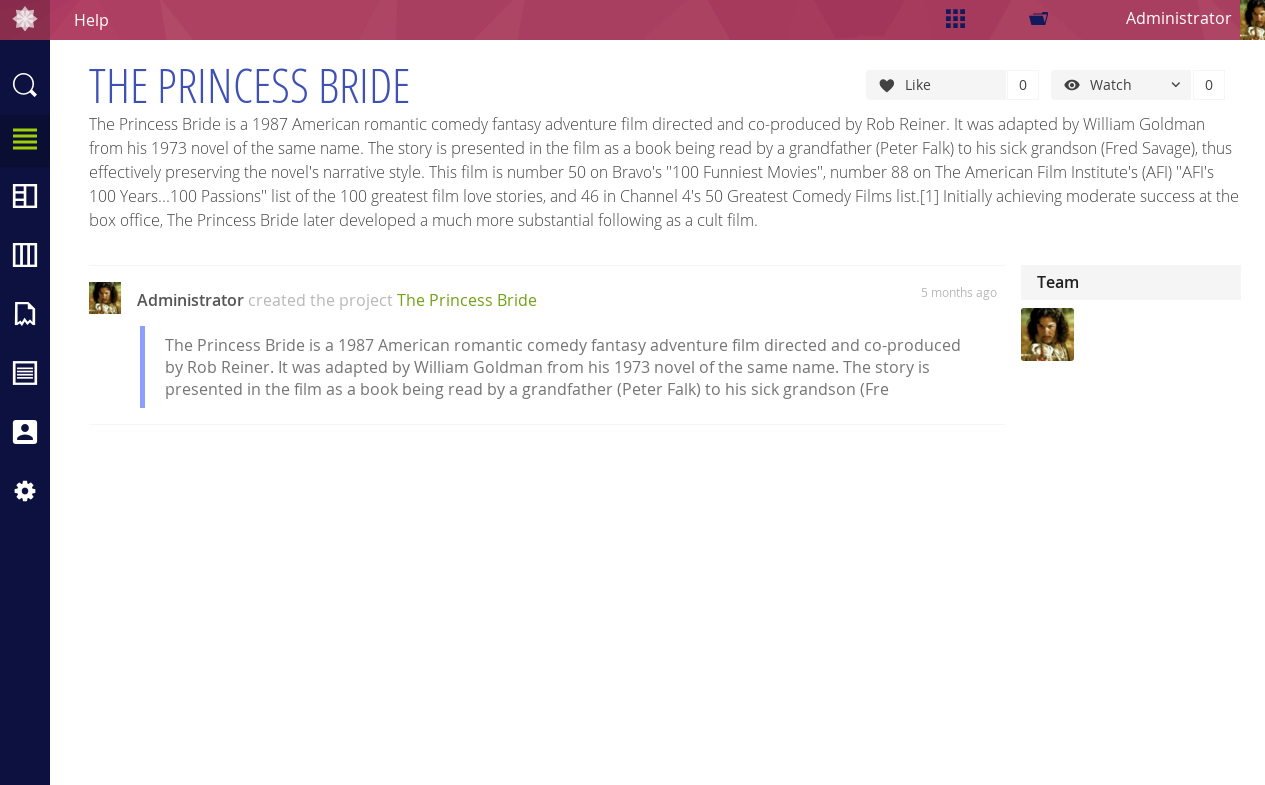 Help
Administrator
THE PRINCESS BRIDE
Like
0
Watch
0
The Princess Bride is a 1987 American romantic comedy fantasy adventure film directed and co-produced by Rob Reiner. It was adapted by William Goldman
from his 1973 novel of the same name. The story is presented in the film as a book being read by a grandfather (Peter Falk) to his sick grandson (Fred Savage), thus
effectively preserving the novel's narrative style. This film is number 50 on Bravo's "100 Funniest Movies", number 88 on The American Film Institute's (AFI) "AFI's
100 Years...100 Passions" list of the 100 greatest film love stories, and 46 in Channel 4's 50 Greatest Comedy Films list.[1] Initially achieving moderate success at the
box office, The Princess Bride later developed a much more substantial following as a cult film.
Administrator created the project The Princess Bride
5 months ago
The Princess Bride is a 1987 American romantic comedy fantasy adventure film directed and co-produced
by Rob Reiner. It was adapted by William Goldman from his 1973 novel of the same name. The story is
presented in the film as a book being read by a grandfather (Peter Falk) to his sick grandson (Fre
Team